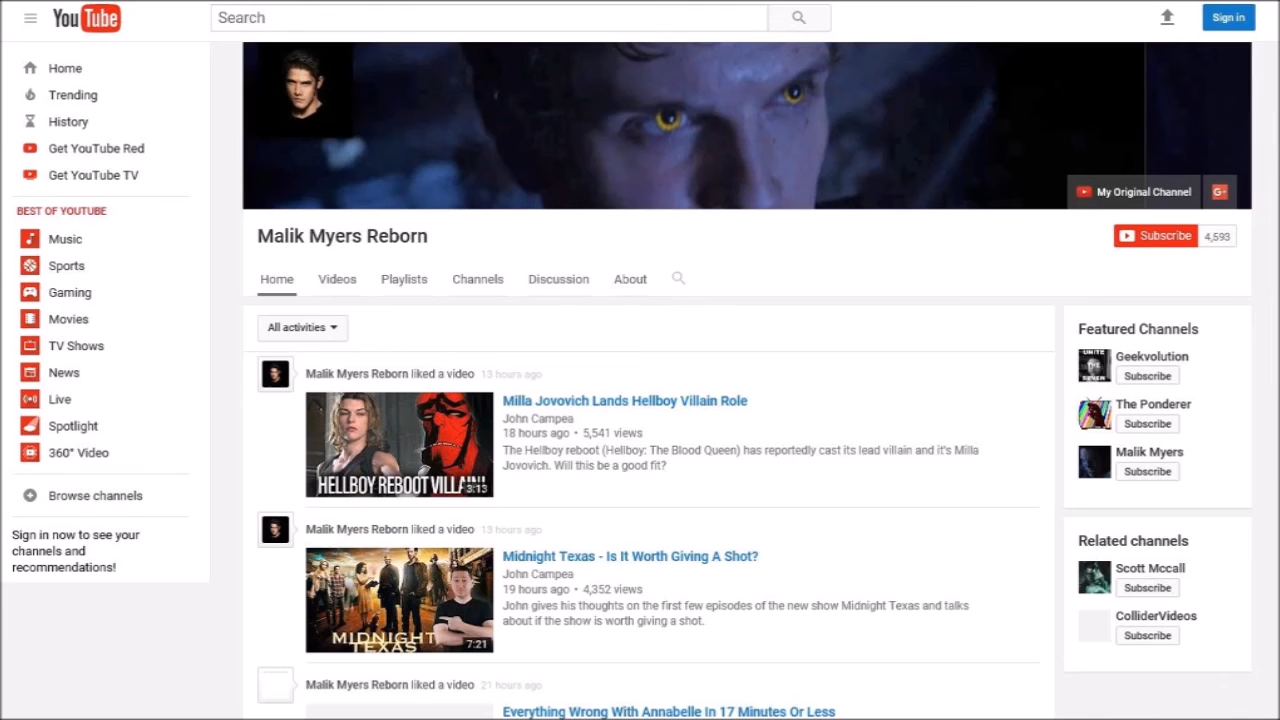 YouTube
Search
Sign in
Home
Trending
History
Get YouTube Red
Get YouTube TV
BEST OF YOUTUBE
Music
Sports
Gaming
Movies
TV Shows
News
Live
Spotlight
360° Video
Browse channels
Sign in now to see your
channels and
recommendations!
My Original Channel
G+
Malik Myers Reborn
Subscribe 4,593
Home Videos Playlists Channels Discussion About
All activities
Malik Myers Reborn liked a video 13 hours ago
HELLBOY REBOOT VILLAIN!
3:13
Milla Jovovich Lands Hellboy Villain Role
John Campea
18 hours ago • 5,541 views
The Hellboy reboot (Hellboy: The Blood Queen) has reportedly cast its lead villain and it's Milla
Jovovich. Will this be a good fit?
Malik Myers Reborn liked a video 13 hours ago
MIDNIGHT
TEXAS
7:21
Midnight Texas - Is It Worth Giving A Shot?
John Campea
19 hours ago • 4,352 views
John gives his thoughts on the first few episodes of the new show Midnight Texas and talks
about if the show is worth giving a shot.
Malik Myers Reborn liked a video 21 hours ago
Everything Wrong With Annabelle In 17 Minutes Or Less
Featured Channels
UNITE
THE
SEVEN
Geekvolution
Subscribe
The Ponderer
Subscribe
Malik Myers
Subscribe
Related channels
Scott Mccall
Subscribe
ColliderVideos
Subscribe